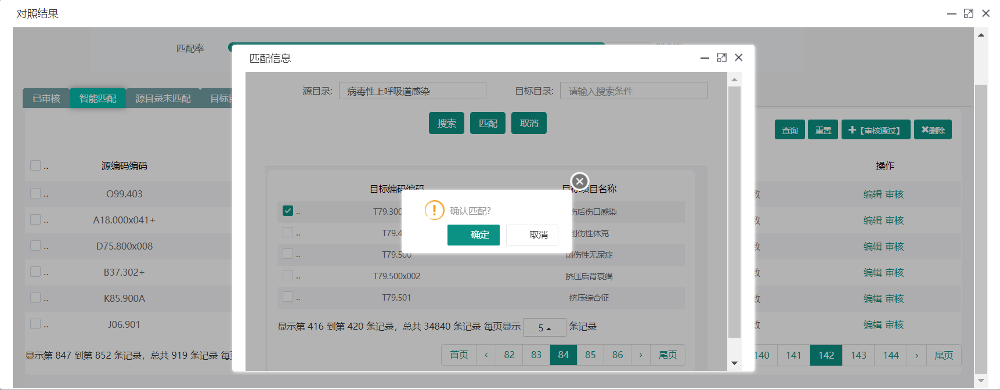 对照结果
匹配率
匹配信息
已审核 智能匹配 源目录未匹配
源目录: 病毒性上呼吸道感染 目标目录: 请输入搜索条件
搜索 匹配 取消
查询 重置 【审核通过】 删除
.. 源编码编码 操作
目标编码编码 目标项目名称
.. O99.403 编辑 审核
.. T79.300 伤后伤口感染
确认匹配?
确定 取消
.. A18.000x041+ 编辑 审核
.. T79.4 创伤性休克
.. D75.800x008 编辑 审核
.. T79.500 创伤性无尿症
.. B37.302+ 编辑 审核
.. T79.500x002 挤压后肾衰竭
.. K85.900A 编辑 审核
.. T79.501 挤压综合征
.. J06.901 编辑 审核
显示第 416 到第 420 条记录，总共 34840 条记录 每页显示 5 条记录
首页 ‹ 82 83 84 85 86 › 尾页
显示第 847 到第 852 条记录，总共 919 条记录
140 141 142 143 144 › 尾页